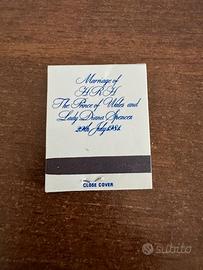 Marriage of
H.R.H
The Prince of Wales and
Lady Diana Spencer
29th July 1981
CLOSE COVER
subito